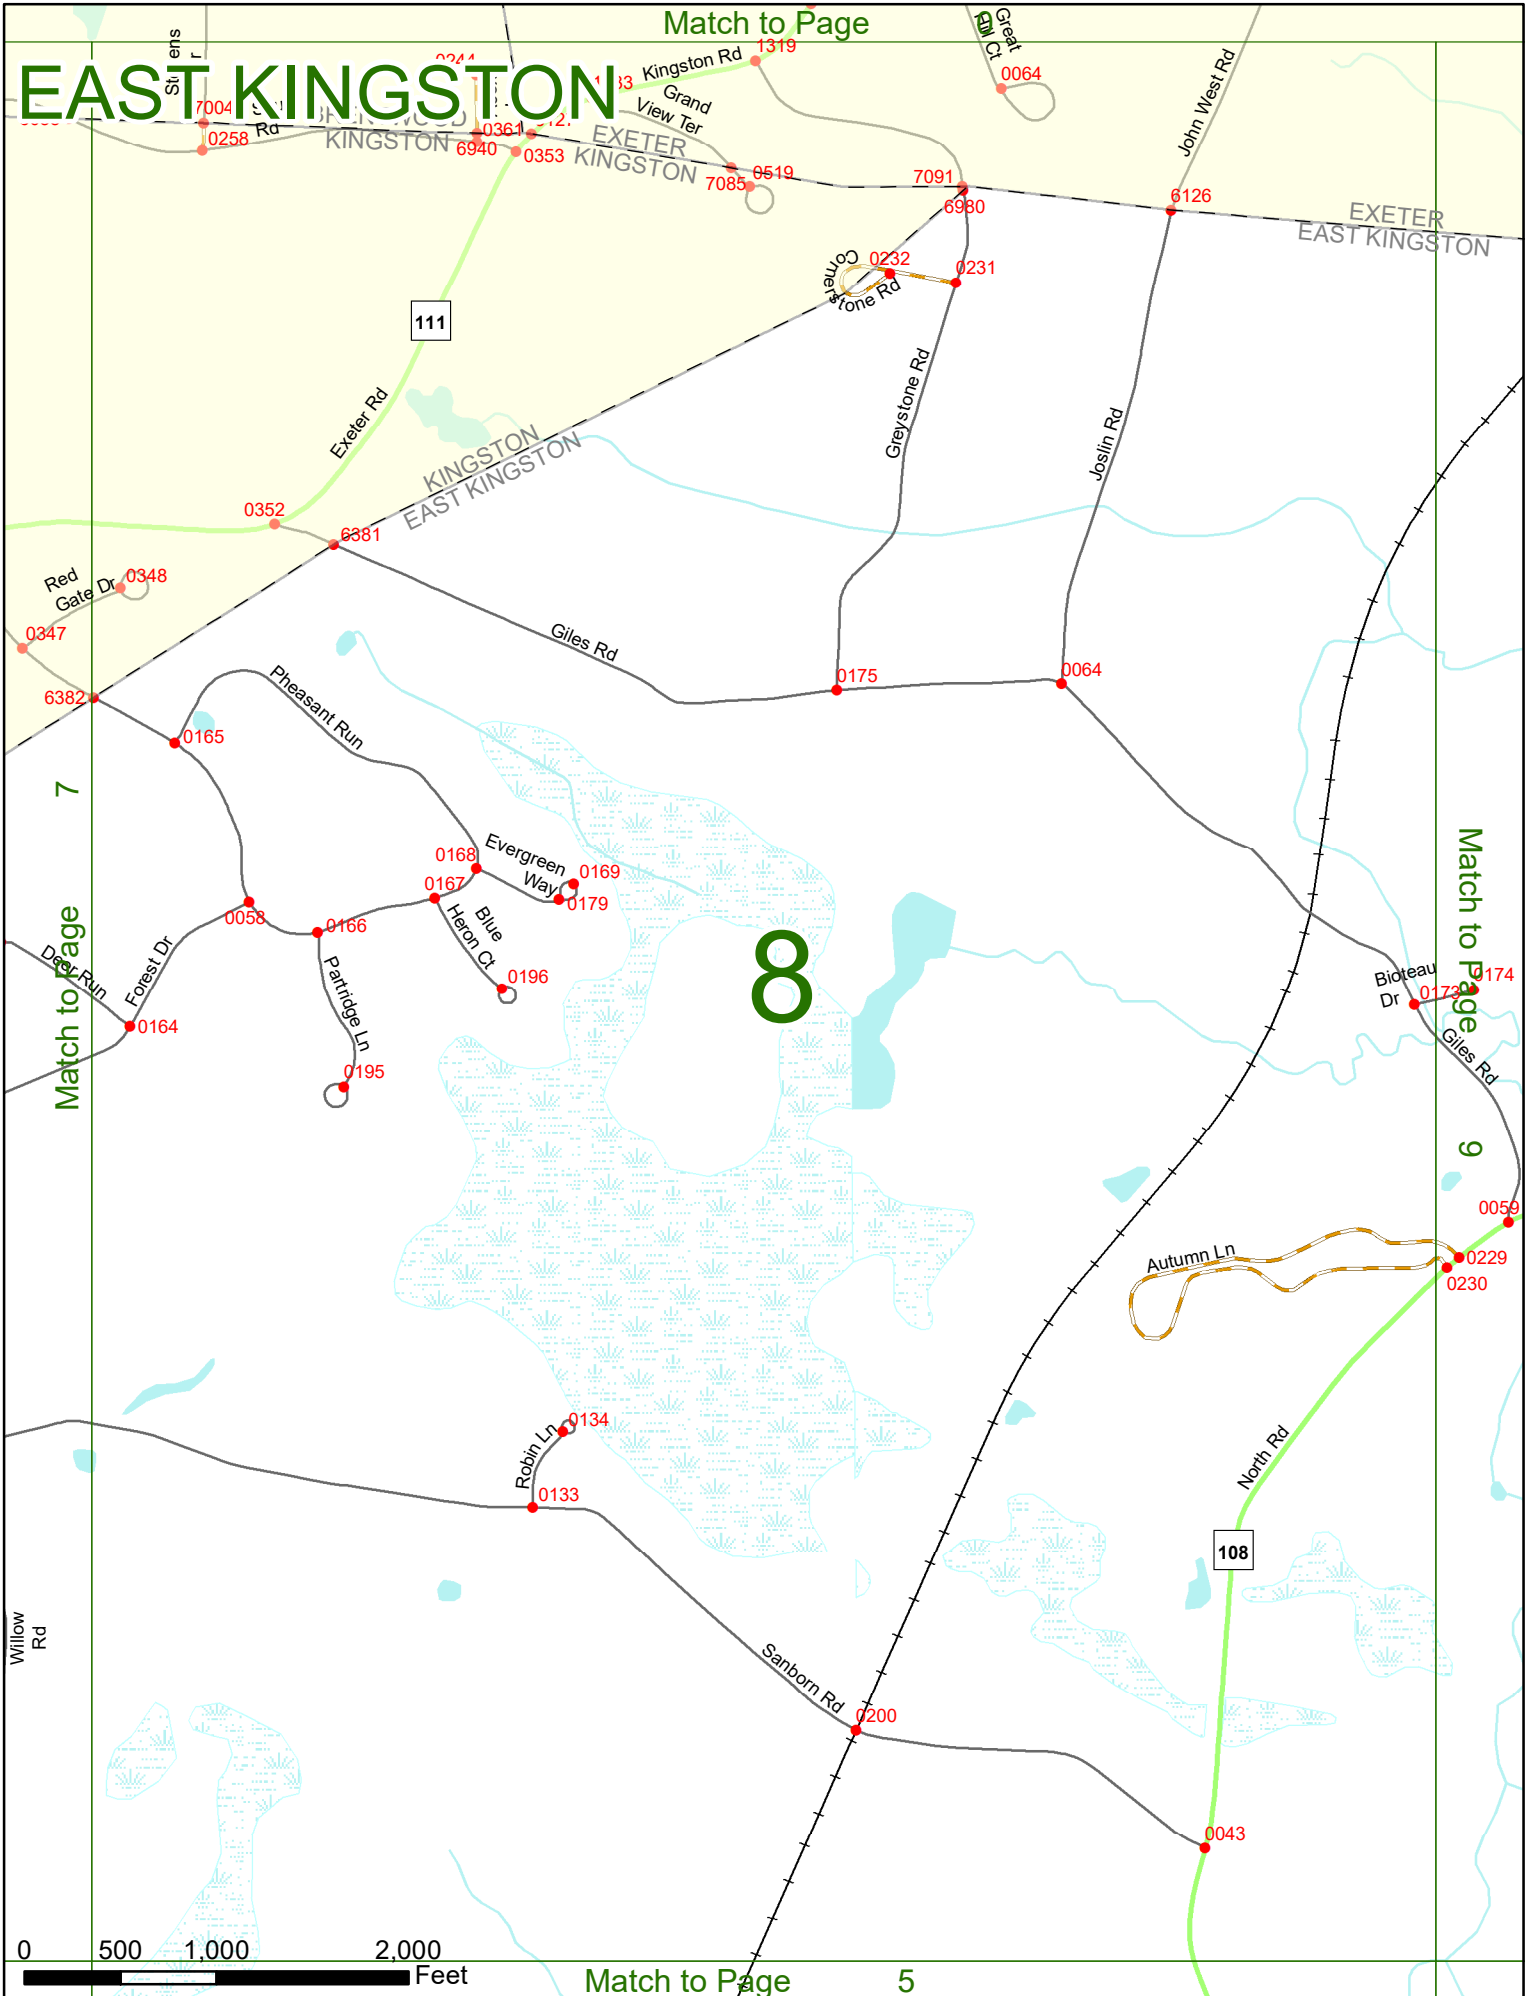 Match to Page
EAST KINGSTON
Great
Hill Ct
0064
John West Rd
1319
Kingston Rd
Grand
View Ter
7004
0258
Rd
KINGSTON
0361
6940
0353
EXETER
KINGSTON
7085
0519
7091
6980
6126
EXETER
EAST KINGSTON
Cornerstone Rd
0232
0231
111
Exeter Rd
Greystone Rd
Joslin Rd
KINGSTON
EAST KINGSTON
0352
6381
Red
Gate Dr
0348
0347
Giles Rd
0175
0064
6382
0165
Pheasant Run
7
Match to Page
0168
Evergreen
Way
0169
0179
0167
0058
0166
Blue
Heron Ct
0196
Deer Run
Forest Dr
0164
Partridge Ln
0195
8
Match to Page
9
Bioteau
Dr
0173
0174
Giles Rd
0059
0229
0230
Autumn Ln
North Rd
108
Robin Ln
0134
0133
Willow
Rd
Sanborn Rd
0200
0043
0 500 1,000 2,000
Feet
Match to Page 5